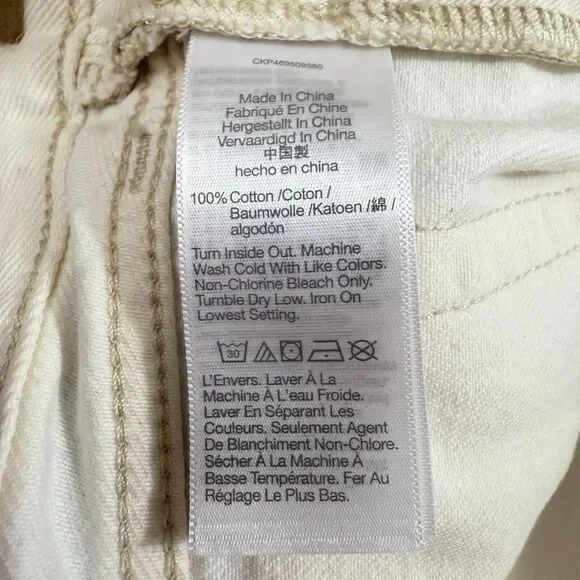 CKP469609385
Made In China
Fabriqué En Chine
Hergestellt In China
Vervaardigd In China
中国製
hecho en china
100% Cotton /Coton /
Baumwolle /Katoen /綿 /
algodón
Turn Inside Out. Machine
Wash Cold With Like Colors.
Non-Chlorine Bleach Only.
Tumble Dry Low. Iron On
Lowest Setting.
30
L'Envers. Laver À La
Machine À L'eau Froide.
Laver En Séparant Les
Couleurs. Seulement Agent
De Blanchiment Non-Chlore.
Sécher À La Machine À
Basse Température. Fer Au
Réglage Le Plus Bas.